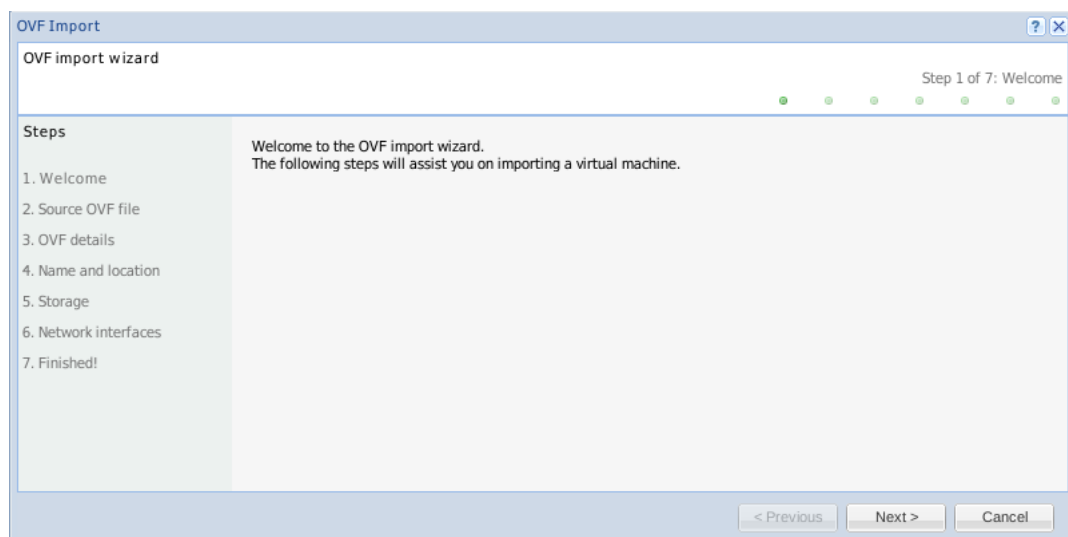 OVF Import
?
OVF import wizard
Step 1 of 7: Welcome
Steps
1. Welcome
2. Source OVF file
3. OVF details
4. Name and location
5. Storage
6. Network interfaces
7. Finished!
Welcome to the OVF import wizard.
The following steps will assist you on importing a virtual machine.
< Previous
Next >
Cancel